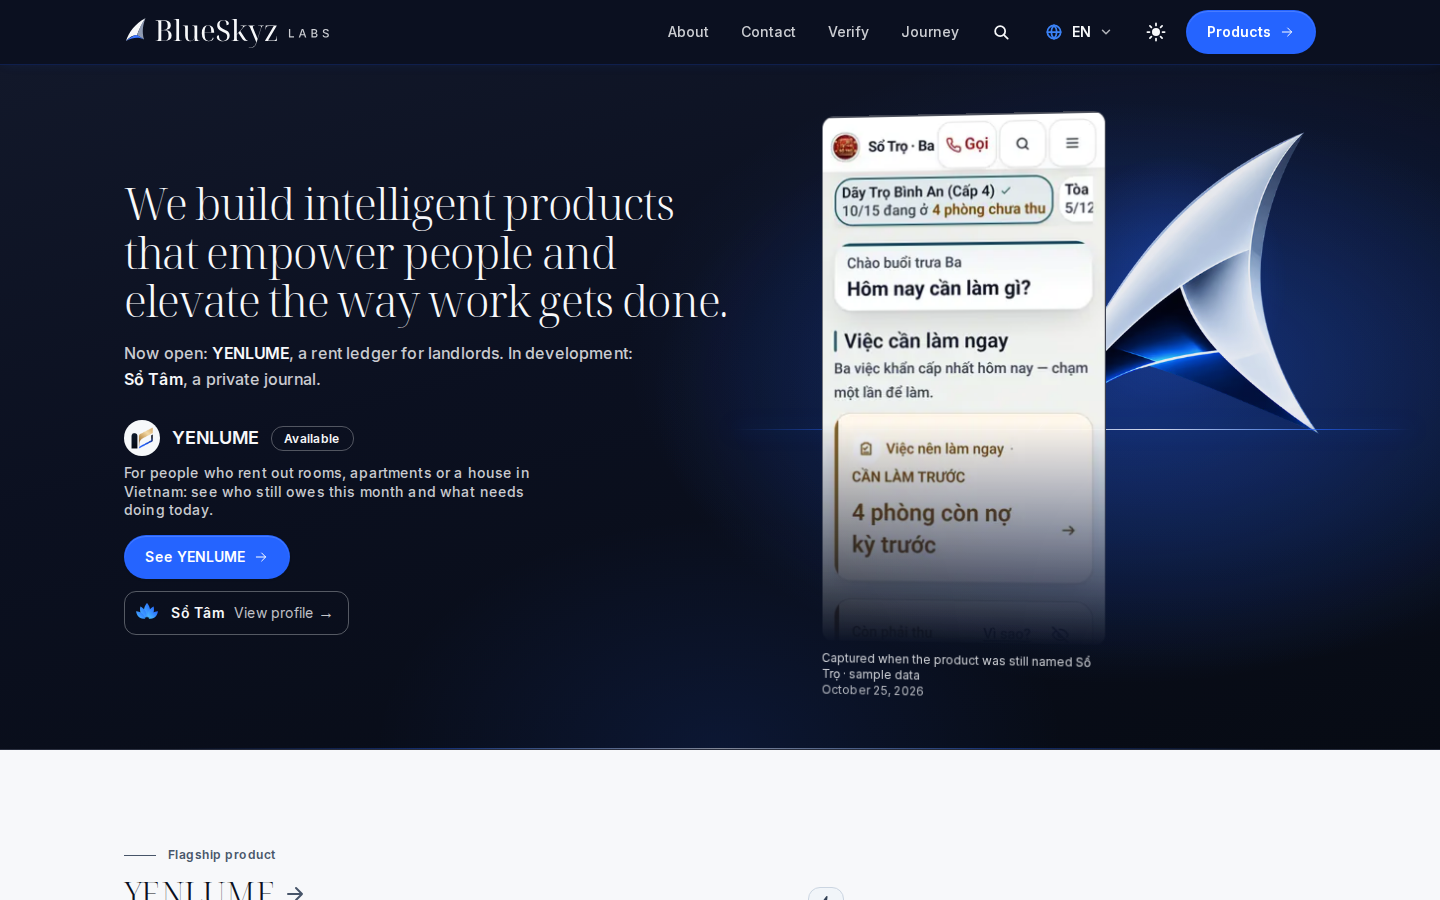 BlueSkyz LABS
About
Contact
Verify
Journey
EN
Products →
We build intelligent products
that empower people and
elevate the way work gets done.
Now open: YENLUME, a rent ledger for landlords. In development:
Sổ Tâm, a private journal.
YENLUME
Available
For people who rent out rooms, apartments or a house in
Vietnam: see who still owes this month and what needs
doing today.
See YENLUME →
Sổ Tâm View profile →
Sổ Trọ · Ba
Gọi
Dãy Trọ Bình An (Cấp 4) ✓
10/15 đang ở 4 phòng chưa thu
Tòa
5/12
Chào buổi trưa Ba
Hôm nay cần làm gì?
Việc cần làm ngay
Ba việc khẩn cấp nhất hôm nay — chạm
một lần để làm.
Việc nên làm ngay ·
CẦN LÀM TRƯỚC
4 phòng còn nợ
kỳ trước
→
Còn phải thu
Vì sao?
Captured when the product was still named Sổ
Trọ · sample data
October 25, 2026
Flagship product
YENLUME →